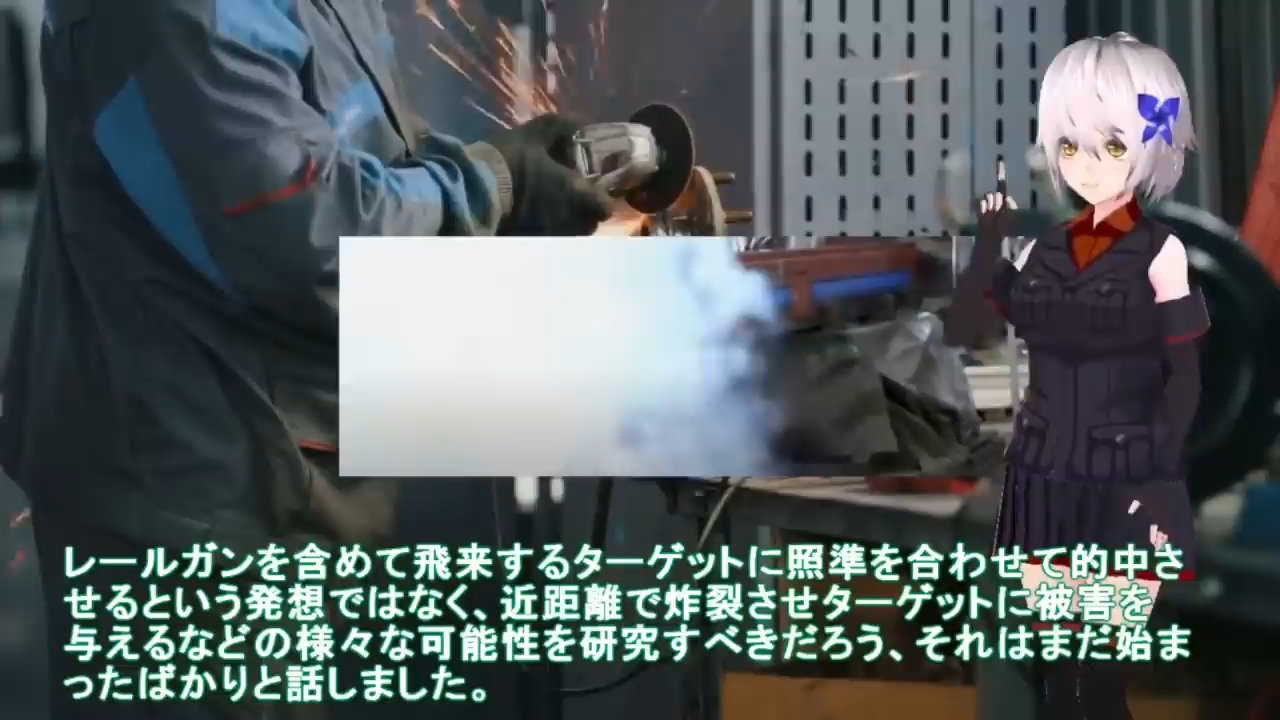 レールガンを含めて飛来するターゲットに照準を合わせて的中さ
せるという発想ではなく、近距離で炸裂させターゲットに被害を
与えるなどの様々な可能性を研究すべきだろう、それはまだ始ま
ったばかりと話しました。